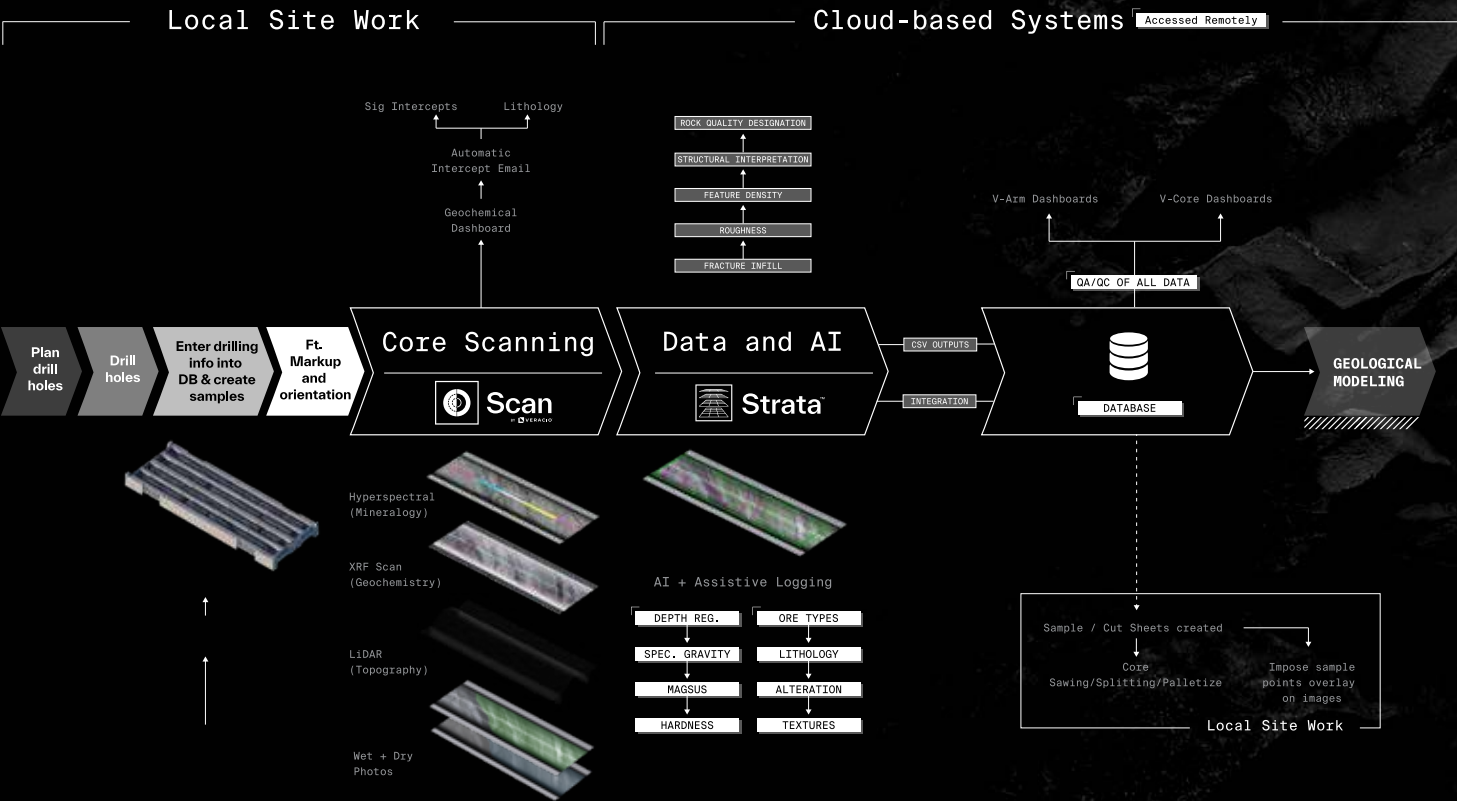 Local Site Work
Cloud-based Systems
Accessed Remotely
Sig Intercepts
Lithology
Automatic
Intercept Email
Geochemical
Dashboard
ROCK QUALITY DESIGNATION
STRUCTURAL INTERPRETATION
FEATURE DENSITY
ROUGHNESS
FRACTURE INFILL
V-Arm Dashboards
V-Core Dashboards
QA/QC OF ALL DATA
Plan
drill
holes
Drill
holes
Enter drilling
info into
DB & create
samples
Ft.
Markup
and
orientation
Core Scanning
Scan
BY VERACIO
Data and AI
Strata™
CSV OUTPUTS
INTEGRATION
DATABASE
GEOLOGICAL
MODELING
Hyperspectral
(Mineralogy)
XRF Scan
(Geochemistry)
LiDAR
(Topography)
Wet + Dry
Photos
AI + Assistive Logging
DEPTH REG.
SPEC. GRAVITY
MAGSUS
HARDNESS
ORE TYPES
LITHOLOGY
ALTERATION
TEXTURES
Sample / Cut Sheets created
Core
Sawing/Splitting/Palletize
Impose sample
points overlay
on images
Local Site Work